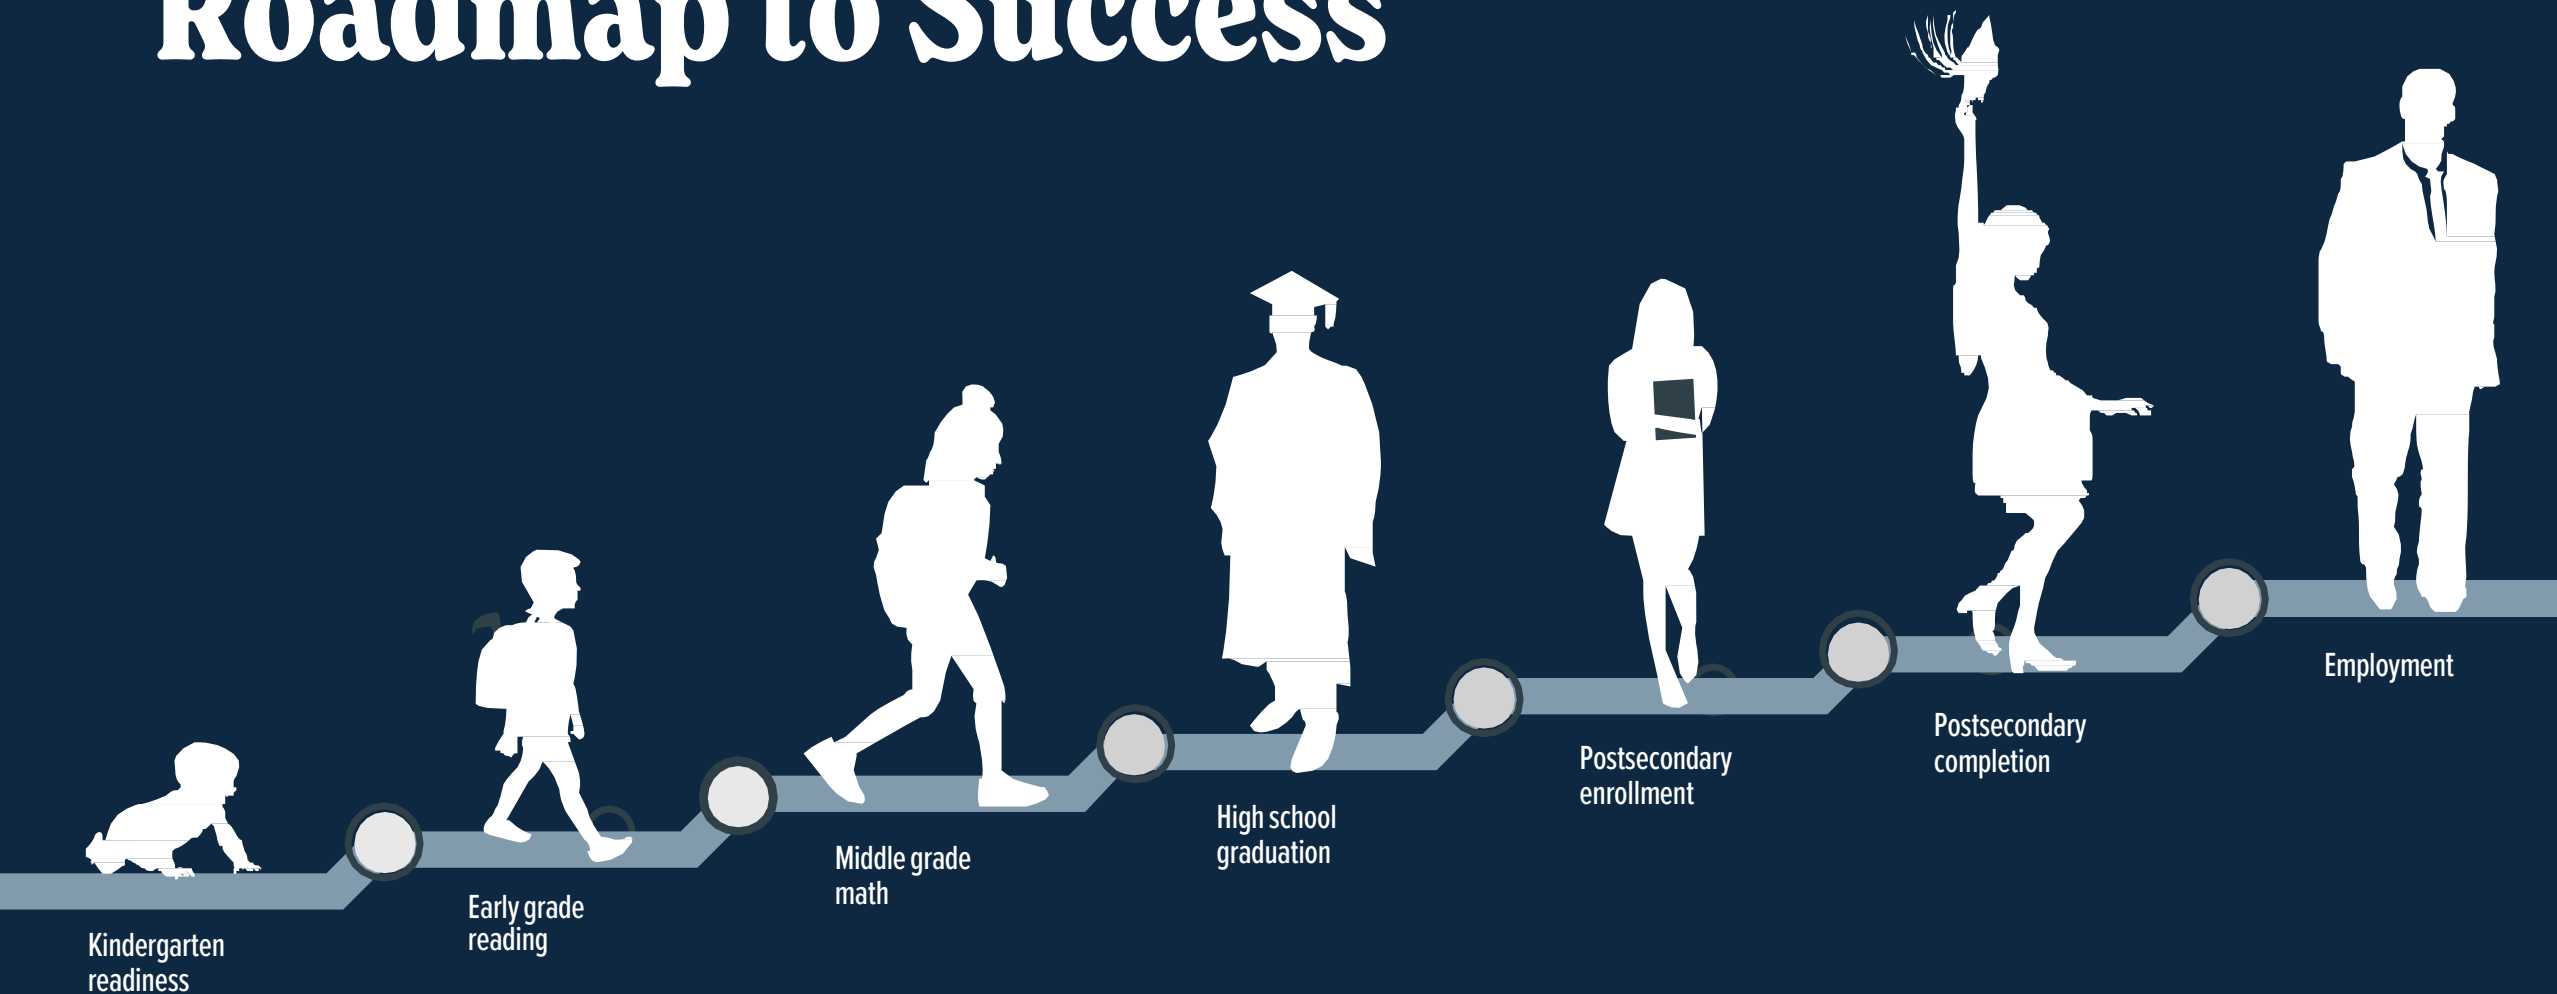 Roadmap to Success
Kindergarten
readiness
Early grade
reading
Middle grade
math
High school
graduation
Postsecondary
enrollment
Postsecondary
completion
Employment